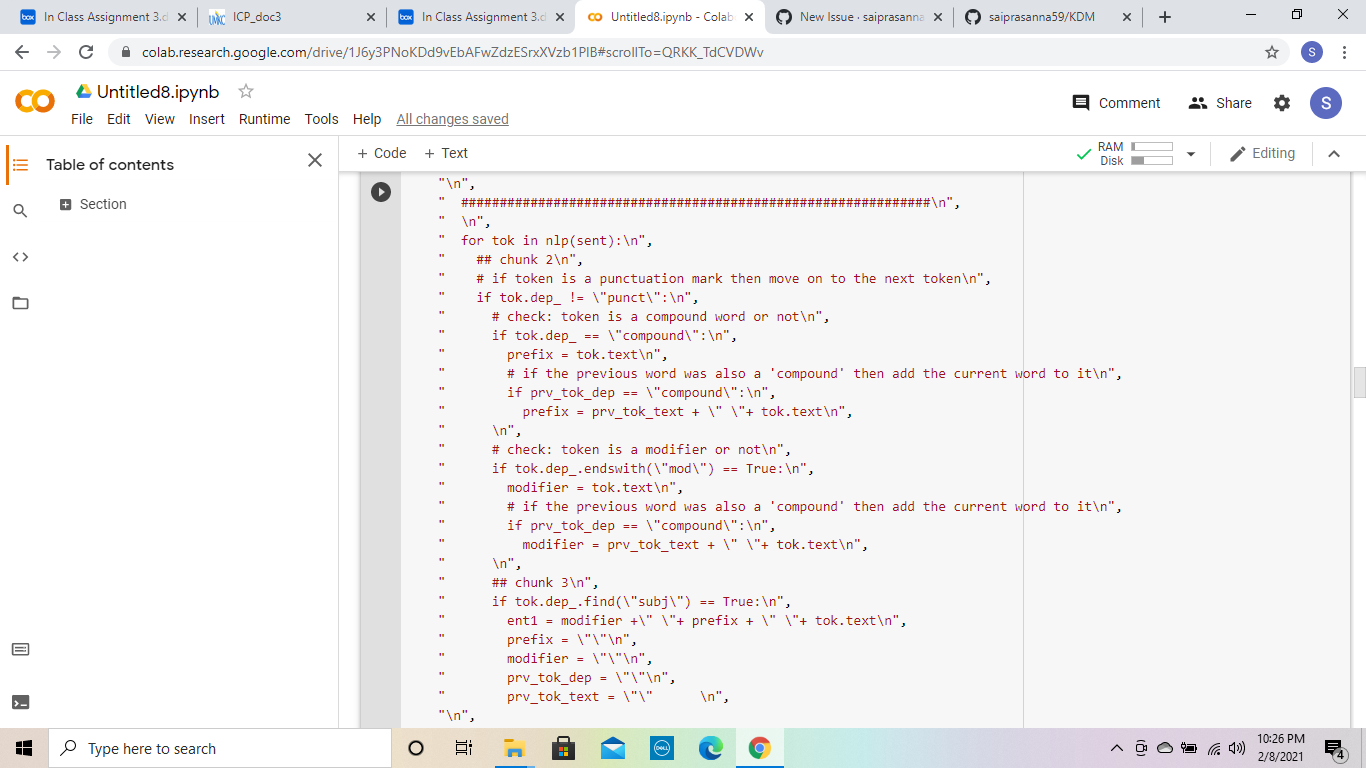 In Class Assignment 3.d
ICP_doc3
In Class Assignment 3.d
Untitled8.ipynb - Colab
New Issue · saiprasanna
saiprasanna59/KDM
colab.research.google.com/drive/1J6y3PNoKDd9vEbAFwZdzESrxXVzb1PlB#scrollTo=QRKK_TdCVDWv
S
Untitled8.ipynb
File Edit View Insert Runtime Tools Help All changes saved
Comment
Share
S
Table of contents
Section
+ Code + Text
RAM
Disk
Editing
"\n",
"  #############################################################\n",
"  \n",
"  for tok in nlp(sent):\n",
"    ## chunk 2\n",
"    # if token is a punctuation mark then move on to the next token\n",
"    if tok.dep_ != \"punct\":\n",
"      # check: token is a compound word or not\n",
"      if tok.dep_ == \"compound\":\n",
"        prefix = tok.text\n",
"        # if the previous word was also a 'compound' then add the current word to it\n",
"        if prv_tok_dep == \"compound\":\n",
"          prefix = prv_tok_text + \" \"+ tok.text\n",
"      \n",
"      # check: token is a modifier or not\n",
"      if tok.dep_.endswith(\"mod\") == True:\n",
"        modifier = tok.text\n",
"        # if the previous word was also a 'compound' then add the current word to it\n",
"        if prv_tok_dep == \"compound\":\n",
"          modifier = prv_tok_text + \" \"+ tok.text\n",
"      \n",
"      ## chunk 3\n",
"      if tok.dep_.find(\"subj\") == True:\n",
"        ent1 = modifier +\" \"+ prefix + \" \"+ tok.text\n",
"        prefix = \"\"\n",
"        modifier = \"\"\n",
"        prv_tok_dep = \"\"\n",
"        prv_tok_text = \"\"      \n",
"\n",
Type here to search
10:26 PM
2/8/2021
4